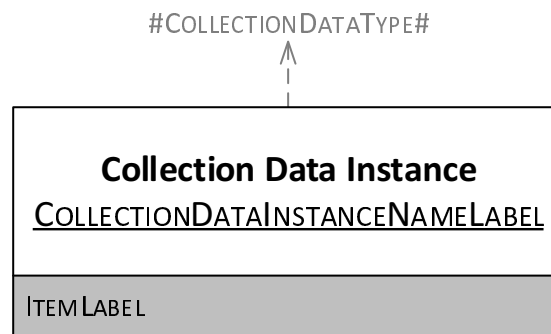 #COLLECTIONDATATYPE#
Collection Data Instance
COLLECTIONDATAINSTANCENAMELABEL
ITEMLABEL